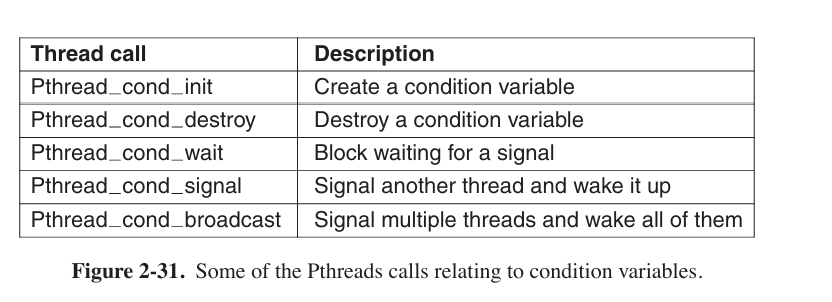 Thread call Description
Pthread_cond_init Create a condition variable
Pthread_cond_destroy Destroy a condition variable
Pthread_cond_wait Block waiting for a signal
Pthread_cond_signal Signal another thread and wake it up
Pthread_cond_broadcast Signal multiple threads and wake all of them
Figure 2-31. Some of the Pthreads calls relating to condition variables.